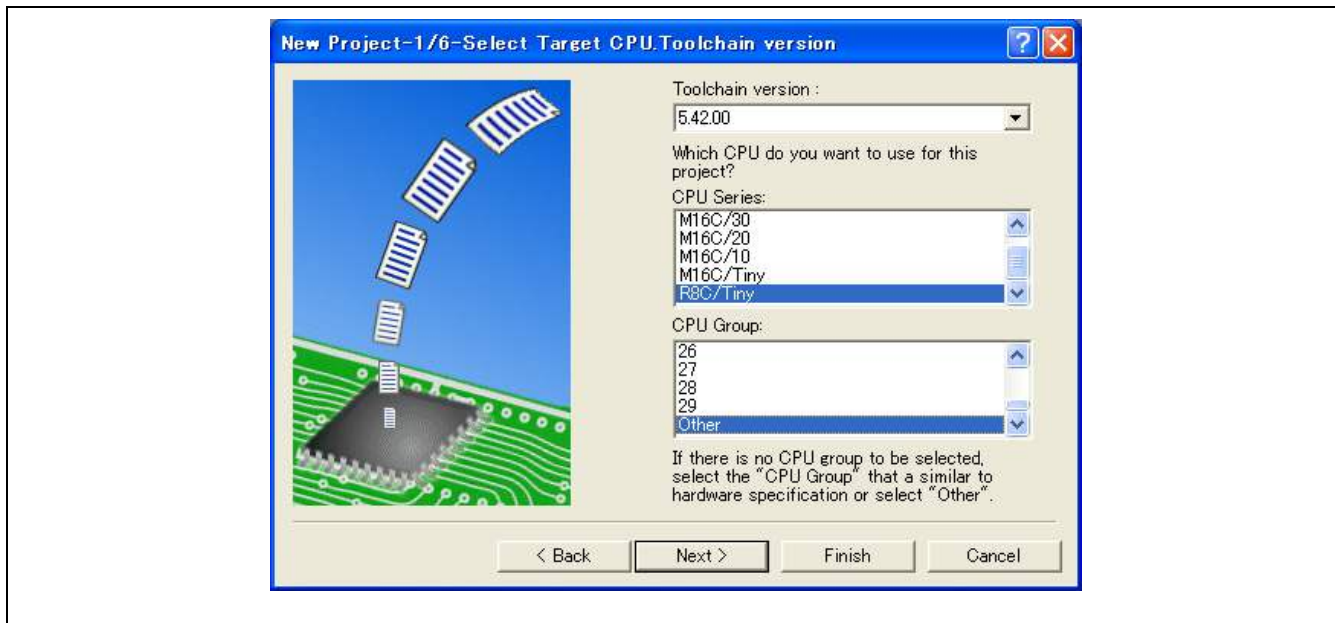 New Project-1/6-Select Target CPU.Toolchain version
Toolchain version :
5.42.00
Which CPU do you want to use for this
project?
CPU Series:
M16C/30
M16C/20
M16C/10
M16C/Tiny
R8C/Tiny
CPU Group:
26
27
28
29
Other
If there is no CPU group to be selected,
select the "CPU Group" that a similar to
hardware specification or select "Other".
< Back
Next >
Finish
Cancel